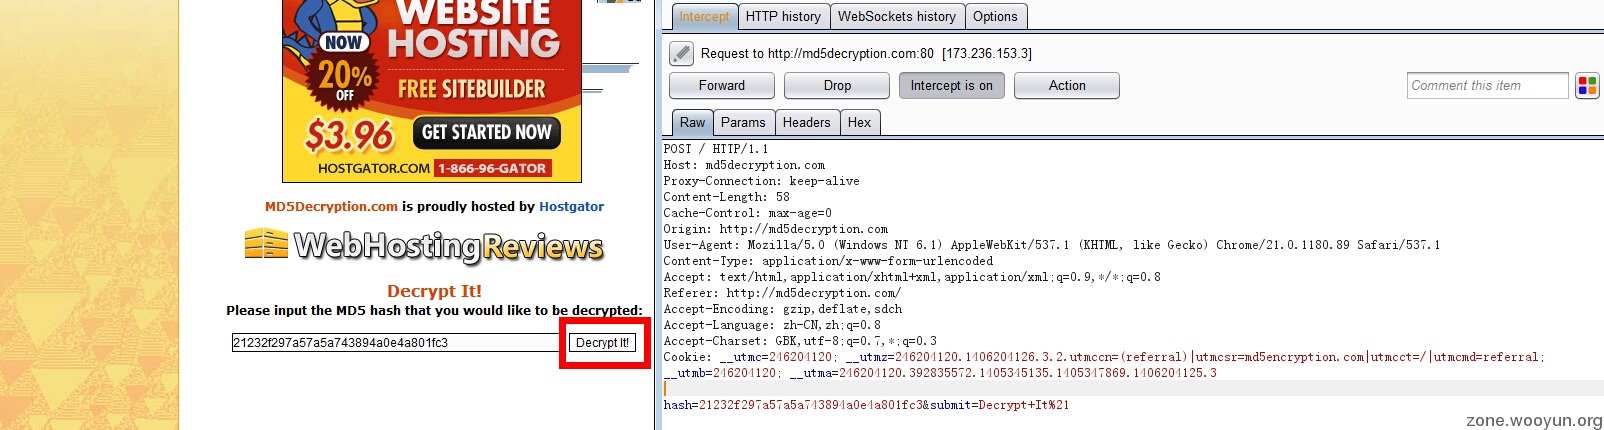 WEBSITE
NOW
HOSTING
20%
OFF
FREE SITEBUILDER
$3.96
GET STARTED NOW
HOSTGATOR.COM 1-866-96-GATOR
MD5Decryption.com is proudly hosted by Hostgator
WebHostingReviews
Decrypt It!
Please input the MD5 hash that you would like to be decrypted:
21232f297a57a5a743894a0e4a801fc3 Decrypt It!
Intercept HTTP history WebSockets history Options
Request to http://md5decryption.com:80 [173.236.153.3]
Forward Drop Intercept is on Action Comment this item
Raw Params Headers Hex
POST / HTTP/1.1
Host: md5decryption.com
Proxy-Connection: keep-alive
Content-Length: 58
Cache-Control: max-age=0
Origin: http://md5decryption.com
User-Agent: Mozilla/5.0 (Windows NT 6.1) AppleWebKit/537.1 (KHTML, like Gecko) Chrome/21.0.1180.89 Safari/537.1
Content-Type: application/x-www-form-urlencoded
Accept: text/html,application/xhtml+xml,application/xml;q=0.9,*/*;q=0.8
Referer: http://md5decryption.com/
Accept-Encoding: gzip,deflate,sdch
Accept-Language: zh-CN,zh;q=0.8
Accept-Charset: GBK,utf-8;q=0.7,*;q=0.3
Cookie: __utmc=246204120; __utmz=246204120.1406204126.3.2.utmccn=(referral)|utmcsr=md5encryption.com|utmcct=/|utmcmd=referral;
__utmb=246204120; __utma=246204120.392835572.1405345135.1405347869.1406204125.3
hash=21232f297a57a5a743894a0e4a801fc3&submit=Decrypt+It%21
zone.wooyun.org